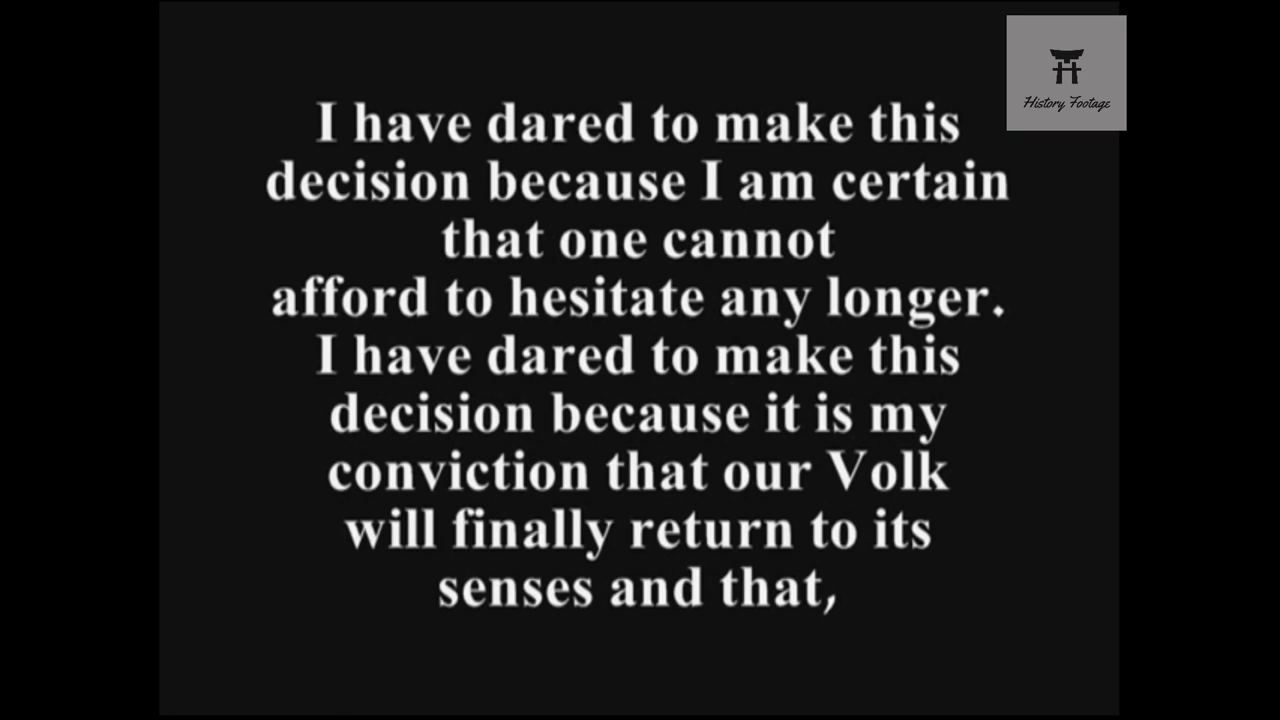 I have dared to make this
decision because I am certain
that one cannot
afford to hesitate any longer.
I have dared to make this
decision because it is my
conviction that our Volk
will finally return to its
senses and that,
History Footage